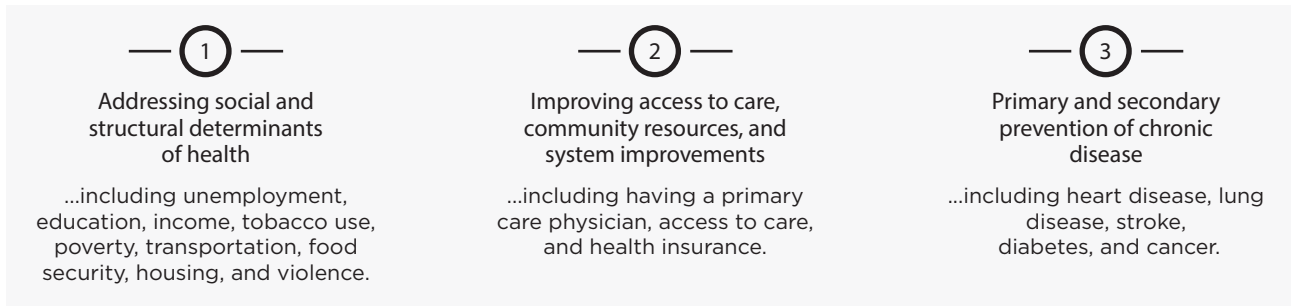 1
Addressing social and
structural determinants
of health
...including unemployment,
education, income, tobacco use,
poverty, transportation, food
security, housing, and violence.
2
Improving access to care,
community resources, and
system improvements
...including having a primary
care physician, access to care,
and health insurance.
3
Primary and secondary
prevention of chronic
disease
...including heart disease, lung
disease, stroke,
diabetes, and cancer.